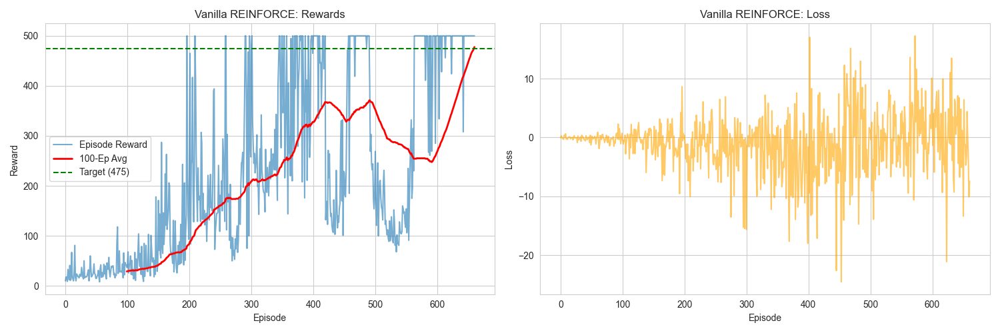 Vanilla REINFORCE: Rewards
Reward
500
400
300
200
100
0
Episode Reward
100-Ep Avg
Target (475)
0 100 200 300 400 500 600
Episode
Vanilla REINFORCE: Loss
Loss
10
0
−10
−20
0 100 200 300 400 500 600
Episode